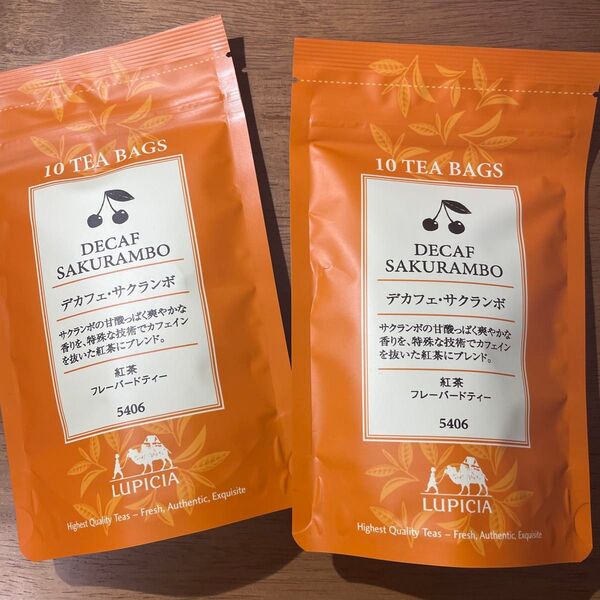 10 TEA BAGS
DECAF
SAKURAMBO
デカフェ・サクランボ
サクランボの甘酸っぱく爽やかな
香りを、特殊な技術でカフェイン
を抜いた紅茶にブレンド。
紅茶
フレーバードティー
5406
LUPICIA
Highest Quality Teas – Fresh, Authentic, Exquisite
10 TEA BAGS
DECAF
SAKURAMBO
デカフェ・サクランボ
サクランボの甘酸っぱく爽やかな
香りを、特殊な技術でカフェイン
を抜いた紅茶にブレンド。
紅茶
フレーバードティー
5406
LUPICIA
Highest Quality Teas – Fresh, Authentic, Exquisite